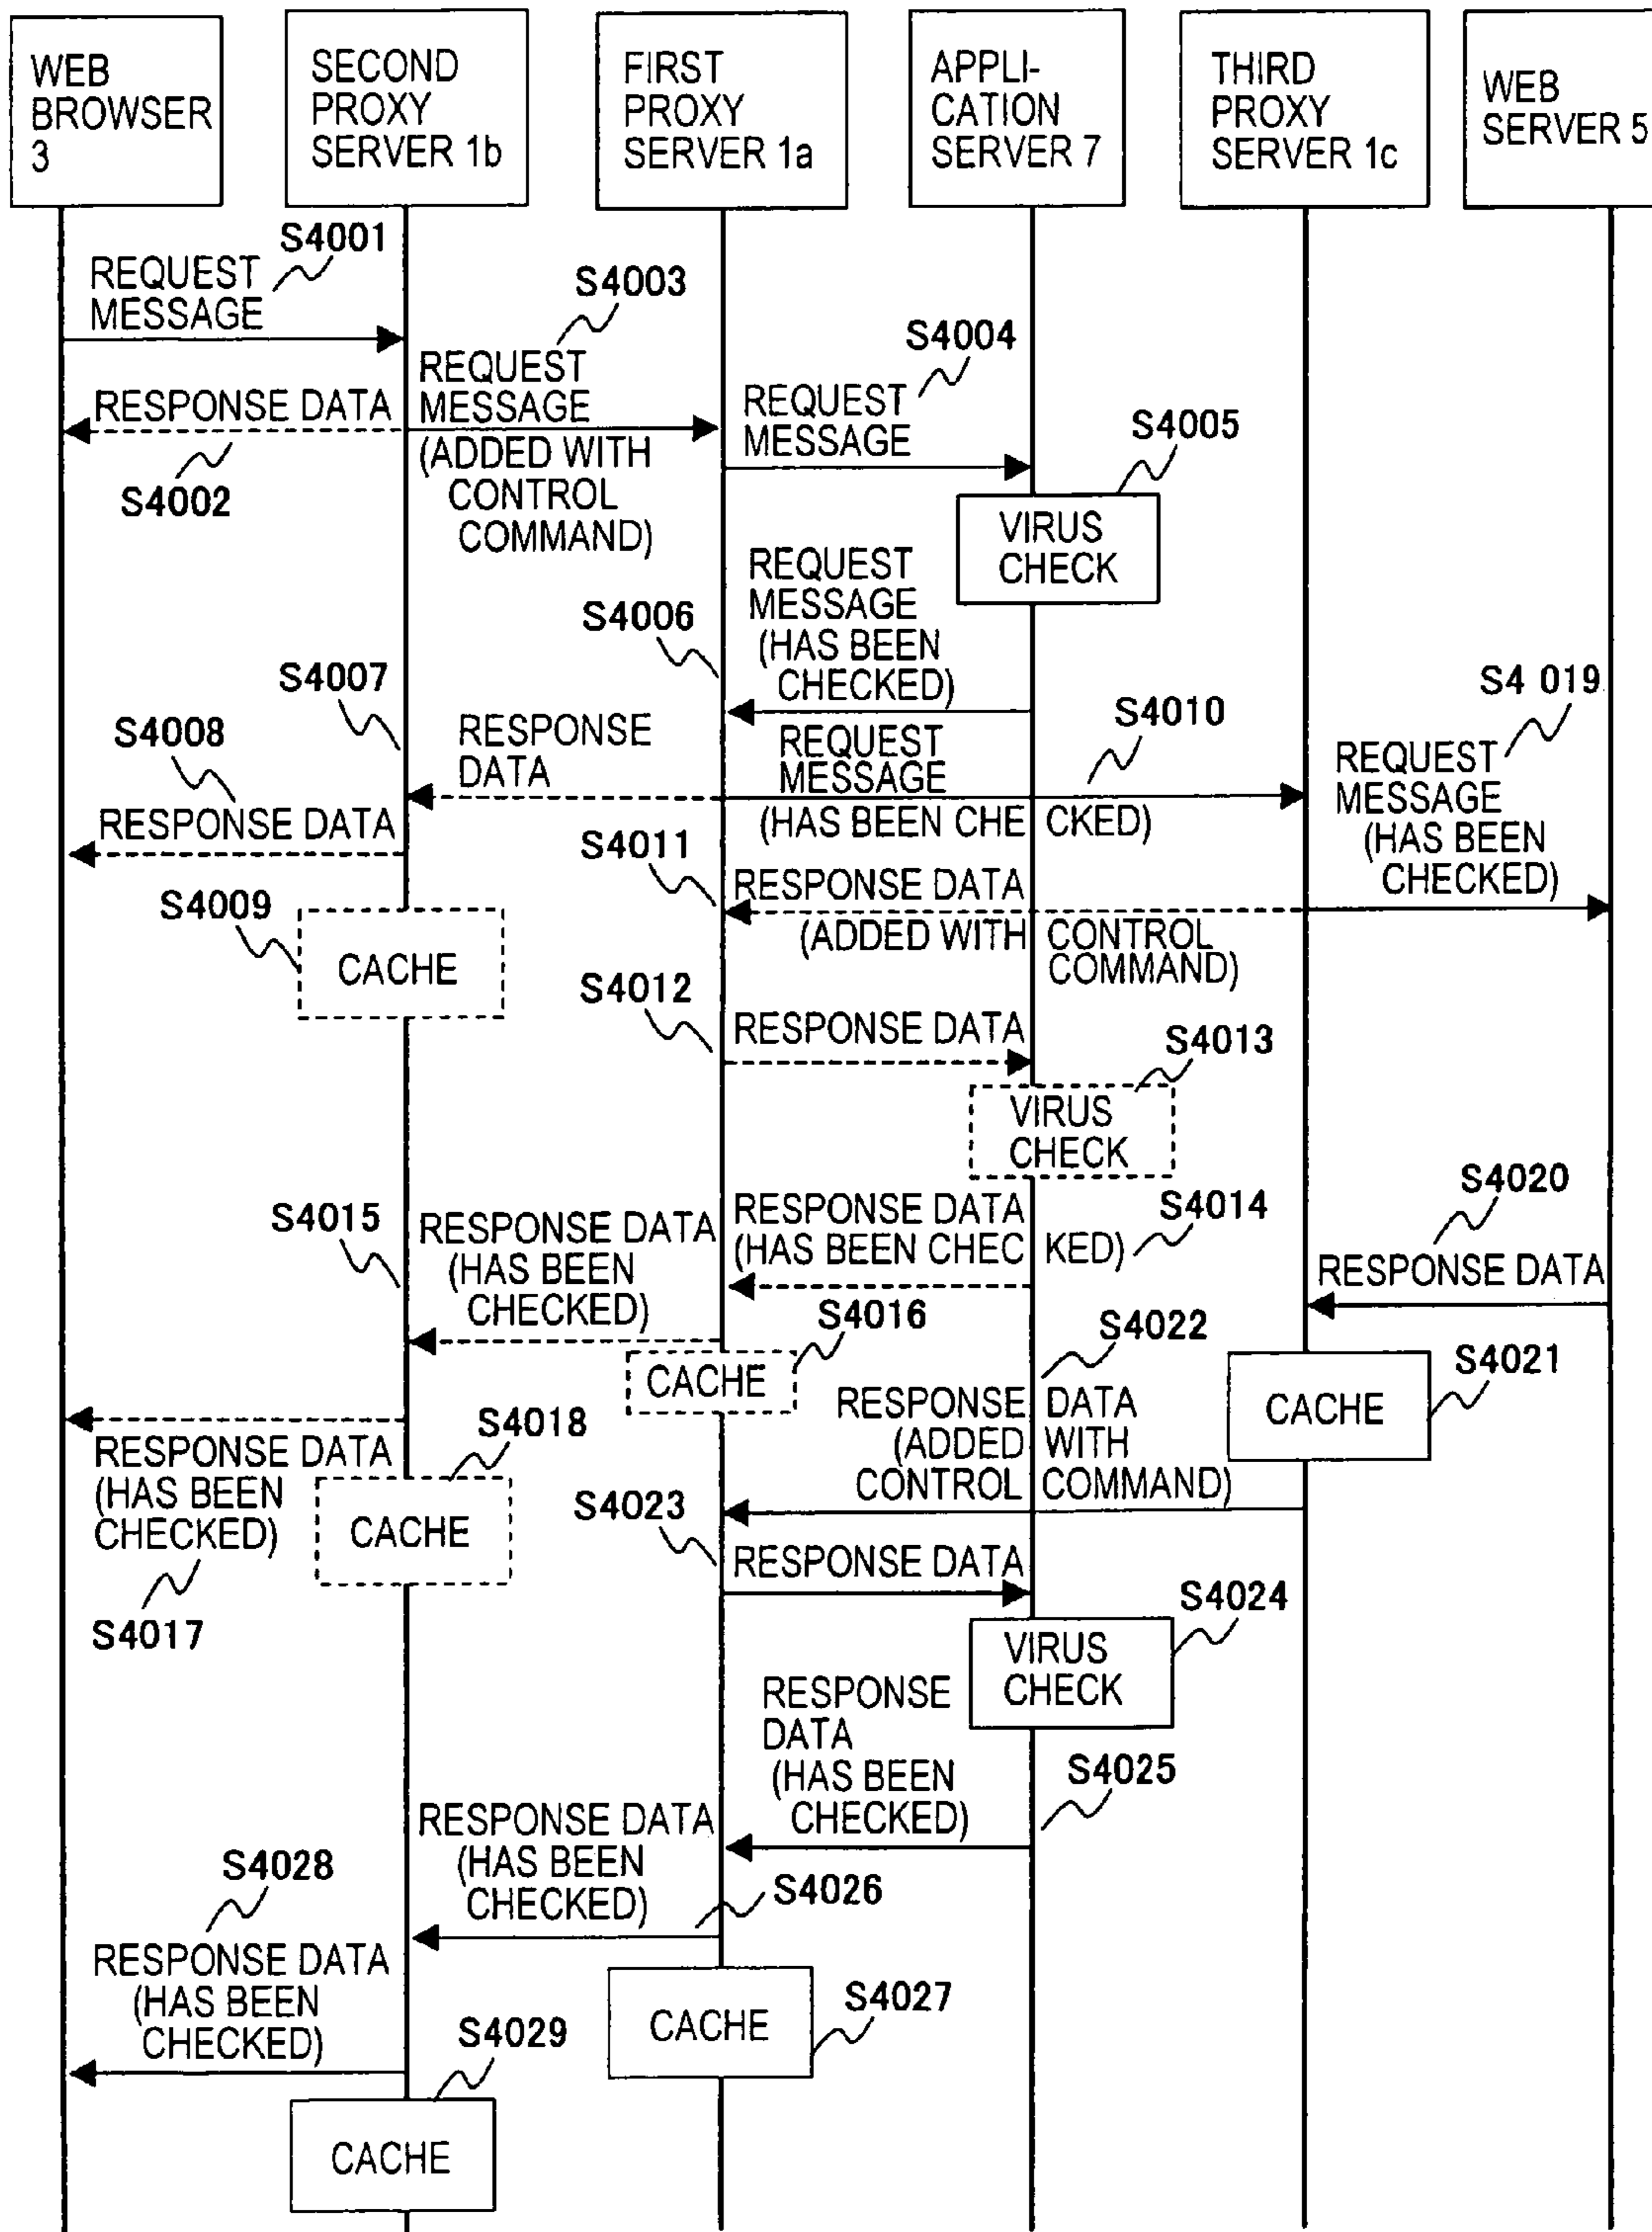 WEB
BROWSER
3
SECOND
PROXY
SERVER 1b
FIRST
PROXY
SERVER 1a
APPLI-
CATION
SERVER 7
THIRD
PROXY
SERVER 1c
WEB
SERVER 5
S4001
REQUEST
MESSAGE
S4003
REQUEST
MESSAGE
(ADDED WITH
CONTROL
COMMAND)
RESPONSE DATA
S4002
S4004
REQUEST
MESSAGE
S4005
VIRUS
CHECK
REQUEST
MESSAGE
(HAS BEEN
CHECKED)
S4006
S4007
RESPONSE
DATA
S4008
RESPONSE DATA
S4009
CACHE
S4010
REQUEST
MESSAGE
(HAS BEEN CHE CKED)
S4 019
REQUEST
MESSAGE
(HAS BEEN
CHECKED)
S4011
RESPONSE DATA
(ADDED WITH CONTROL
COMMAND)
S4012
RESPONSE DATA
S4013
VIRUS
CHECK
S4014
RESPONSE DATA
(HAS BEEN CHEC KED)
S4015
RESPONSE DATA
(HAS BEEN
CHECKED)
S4016
CACHE
S4020
RESPONSE DATA
S4021
CACHE
S4022
RESPONSE DATA
(ADDED WITH
CONTROL COMMAND)
RESPONSE DATA
(HAS BEEN
CHECKED)
S4017
S4018
CACHE
S4023
RESPONSE DATA
S4024
VIRUS
CHECK
RESPONSE
DATA
(HAS BEEN
CHECKED)
S4025
RESPONSE DATA
(HAS BEEN
CHECKED)
S4026
S4027
CACHE
S4028
RESPONSE DATA
(HAS BEEN
CHECKED)
S4029
CACHE